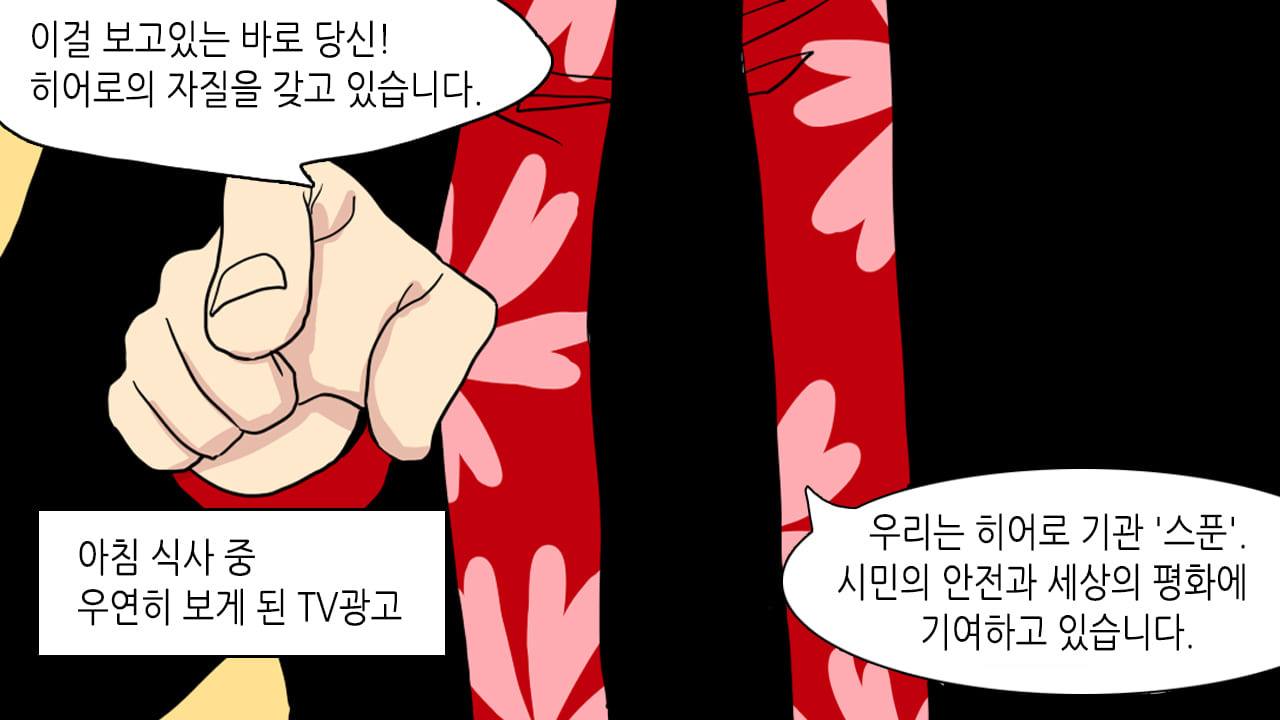 이걸 보고있는 바로 당신!
히어로의 자질을 갖고 있습니다.
아침 식사 중
우연히 보게 된 TV광고
우리는 히어로 기관 '스푼'.
시민의 안전과 세상의 평화에
기여하고 있습니다.